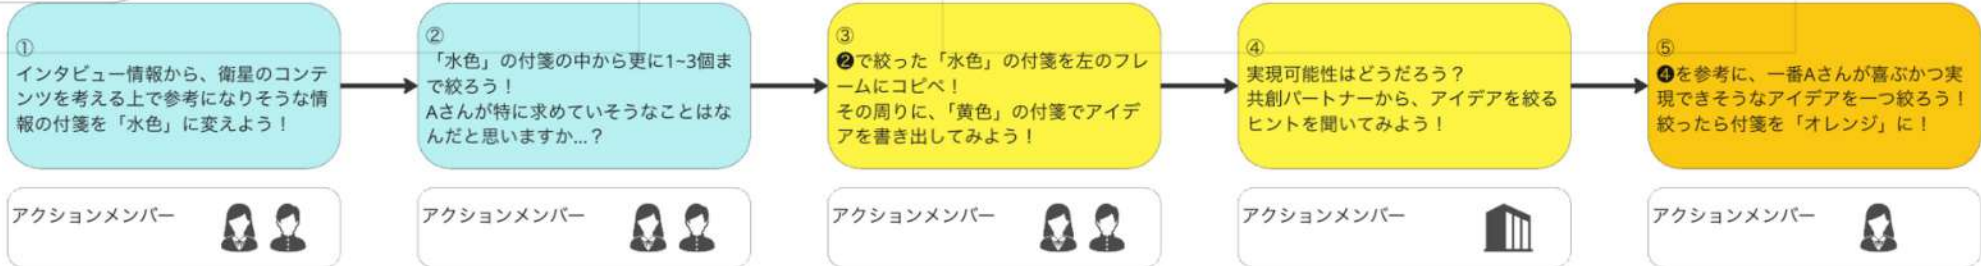 ①
インタビュー情報から、衛星のコンテ
ンツを考える上で参考になりそうな情
報の付箋を「水色」に変えよう！
アクションメンバー
②
「水色」の付箋の中から更に1~3個ま
で絞ろう！
Aさんが特に求めていそうなことはな
んだと思いますか...？
アクションメンバー
③
❷で絞った「水色」の付箋を左のフレ
ームにコピペ！
その周りに、「黄色」の付箋でアイデ
アを書き出してみよう！
アクションメンバー
④
実現可能性はどうだろう？
共創パートナーから、アイデアを絞る
ヒントを聞いてみよう！
アクションメンバー
⑤
❹を参考に、一番Aさんが喜ぶかつ実
現できそうなアイデアを一つ絞ろう！
絞ったら付箋を「オレンジ」に！
アクションメンバー